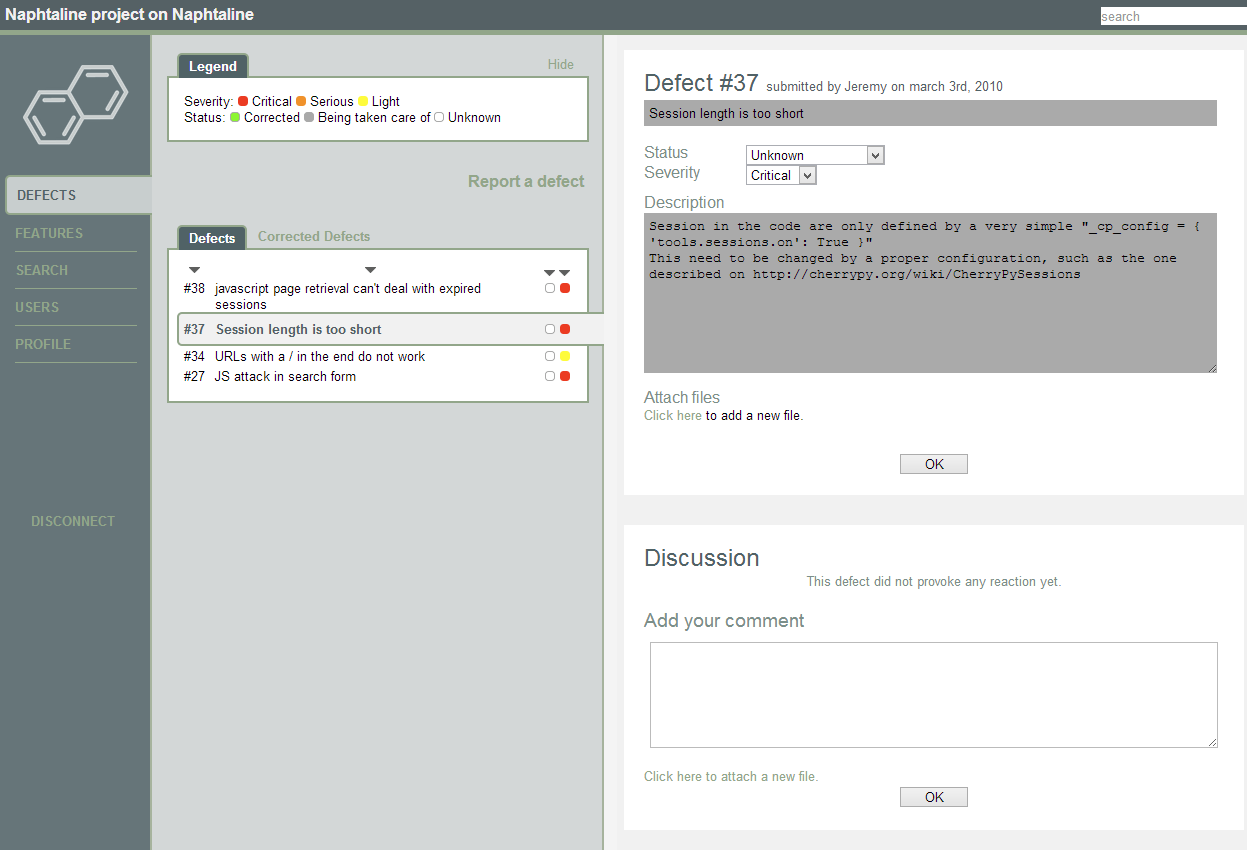 Naphtaline project on Naphtaline
search
DEFECTS
FEATURES
SEARCH
USERS
PROFILE
DISCONNECT
Legend
Hide
Severity: Critical Serious Light
Status: Corrected Being taken care of Unknown
Report a defect
Defects
Corrected Defects
#38 javascript page retrieval can't deal with expired
sessions
#37 Session length is too short
#34 URLs with a / in the end do not work
#27 JS attack in search form
Defect #37 submitted by Jeremy on march 3rd, 2010
Session length is too short
Status Unknown
Severity Critical
Description
Session in the code are only defined by a very simple "_cp_config = {
'tools.sessions.on': True }"
This need to be changed by a proper configuration, such as the one
described on http://cherrypy.org/wiki/CherryPySessions
Attach files
Click here to add a new file.
OK
Discussion
This defect did not provoke any reaction yet.
Add your comment
Click here to attach a new file.
OK